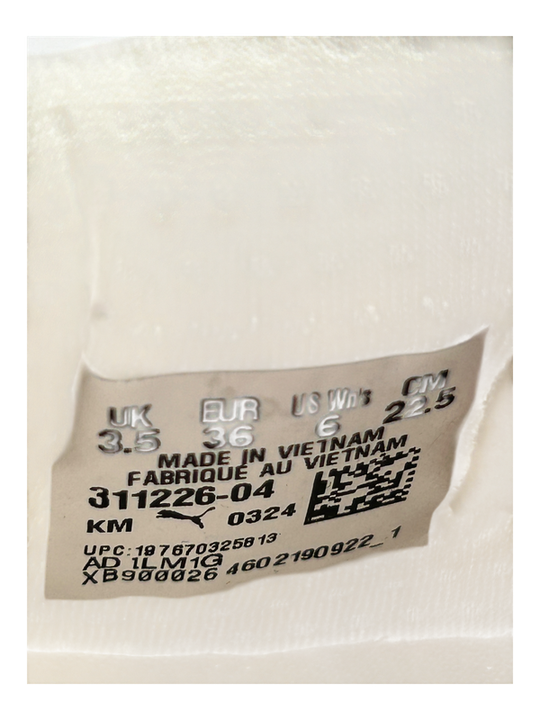 UK EUR US Wn's CM
3.5 36 6 22.5
MADE IN VIETNAM
FABRIQUÉ AU VIETNAM
311226-04
KM 0324
UPC:197670325813
AD 1LM1G
XB900026 4602190922_1